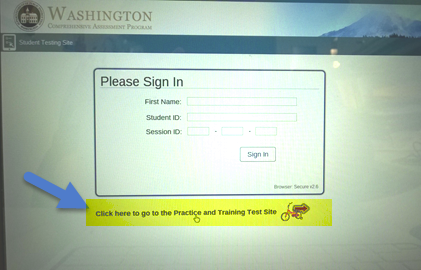 WASHINGTON
COMPREHENSIVE ASSESSMENT PROGRAM
Student Testing Site
Please Sign In
First Name:
Student ID:
Session ID:
- -
Sign In
Browser: Secure v2.6
Click here to go to the Practice and Training Test Site